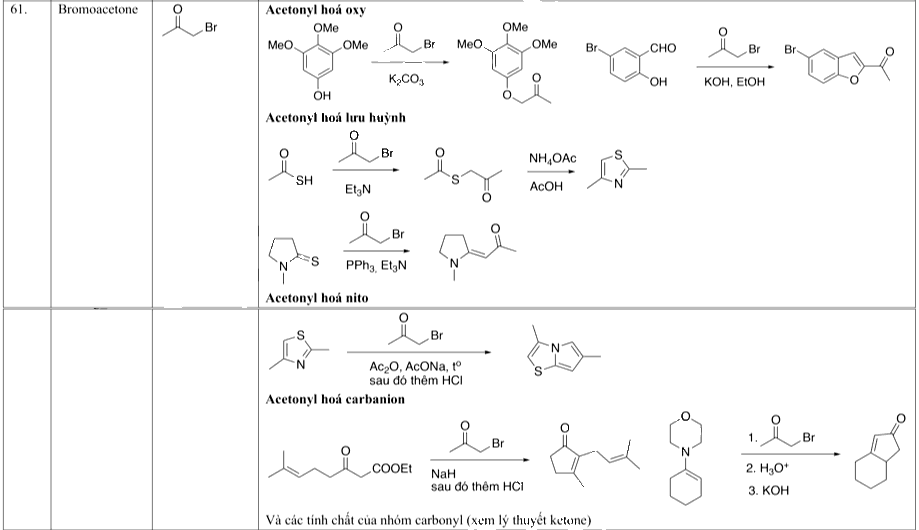 61.
Bromoacetone
O
Br
Acetonyl hoá oxy
OMe
MeO
OMe
OH
O
Br
K₂CO₃
OMe
MeO
OMe
O
O
Br
CHO
OH
O
Br
KOH, EtOH
Br
O
O
Acetonyl hoá lưu huỳnh
O
SH
O
Br
Et₃N
O
S
O
NH₄OAc
AcOH
S
N
N
S
O
Br
PPh₃, Et₃N
O
N
Acetonyl hoá nito
S
N
O
Br
Ac₂O, AcONa, tº
sau đó thêm HCl
N
S
Acetonyl hoá carbanion
O
COOEt
O
Br
NaH
sau đó thêm HCl
O
O
N
1.
O
Br
2. H₃O⁺
3. KOH
O
Và các tính chất của nhóm carbonyl (xem lý thuyết ketone)